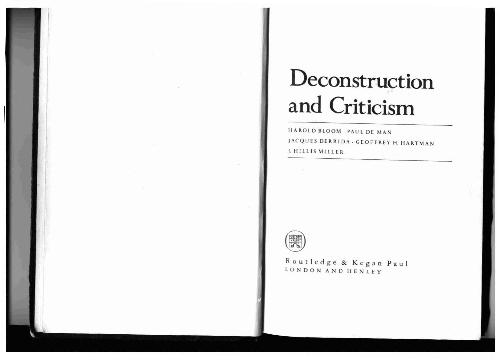 Deconstruction
and Criticism
HAROLD BLOOM · PAUL DE MAN
JACQUES DERRIDA · GEOFFREY H. HARTMAN
J. HILLIS MILLER
Routledge & Kegan Paul
LONDON AND HENLEY